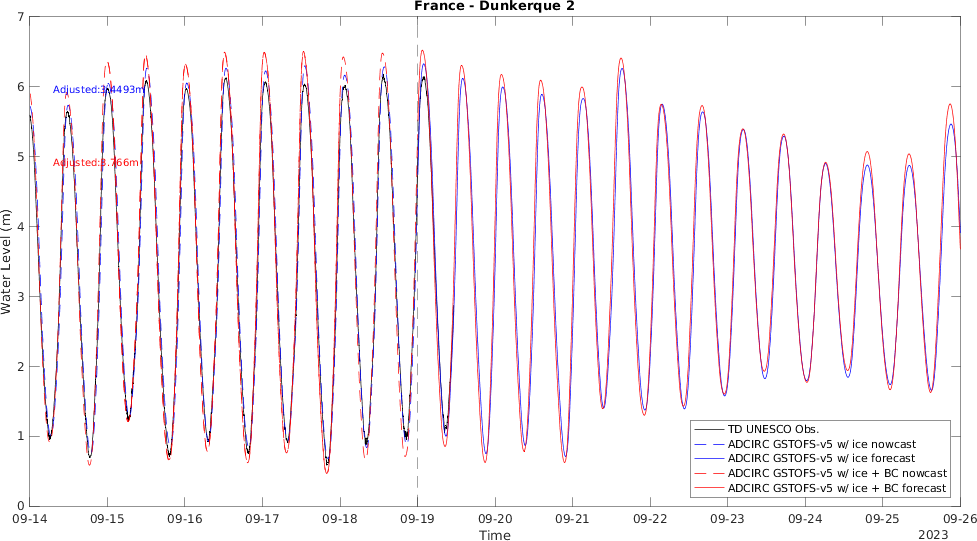 France - Dunkerque 2
7
6
5
4
3
2
1
0
Water Level (m)
Adjusted:3.4493m
Adjusted:3.766m
TD UNESCO Obs.
ADCIRC GSTOFS-v5 w/ ice nowcast
ADCIRC GSTOFS-v5 w/ ice forecast
ADCIRC GSTOFS-v5 w/ ice + BC nowcast
ADCIRC GSTOFS-v5 w/ ice + BC forecast
09-14 09-15 09-16 09-17 09-18 09-19 09-20 09-21 09-22 09-23 09-24 09-25 09-26
Time
2023